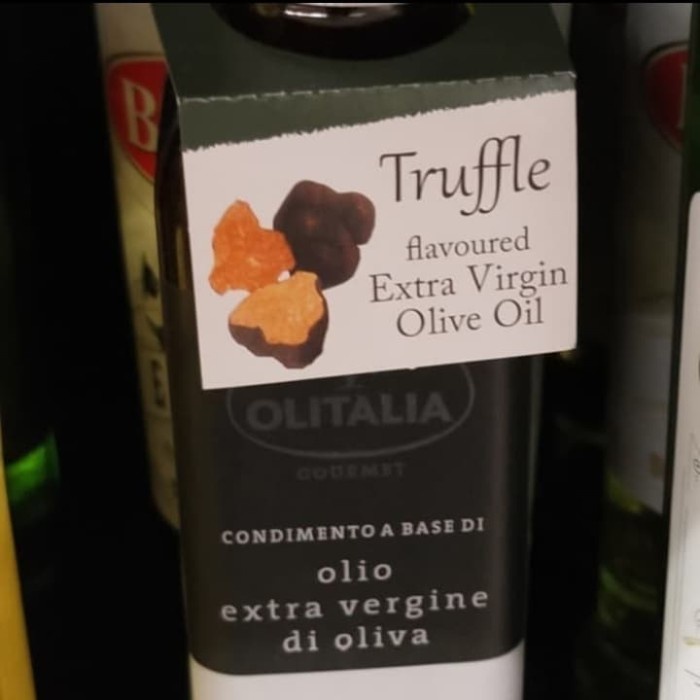 Truffle
flavoured
Extra Virgin
Olive Oil
OLITALIA
GOURMET
CONDIMENTO A BASE DI
olio
extra vergine
di oliva
B